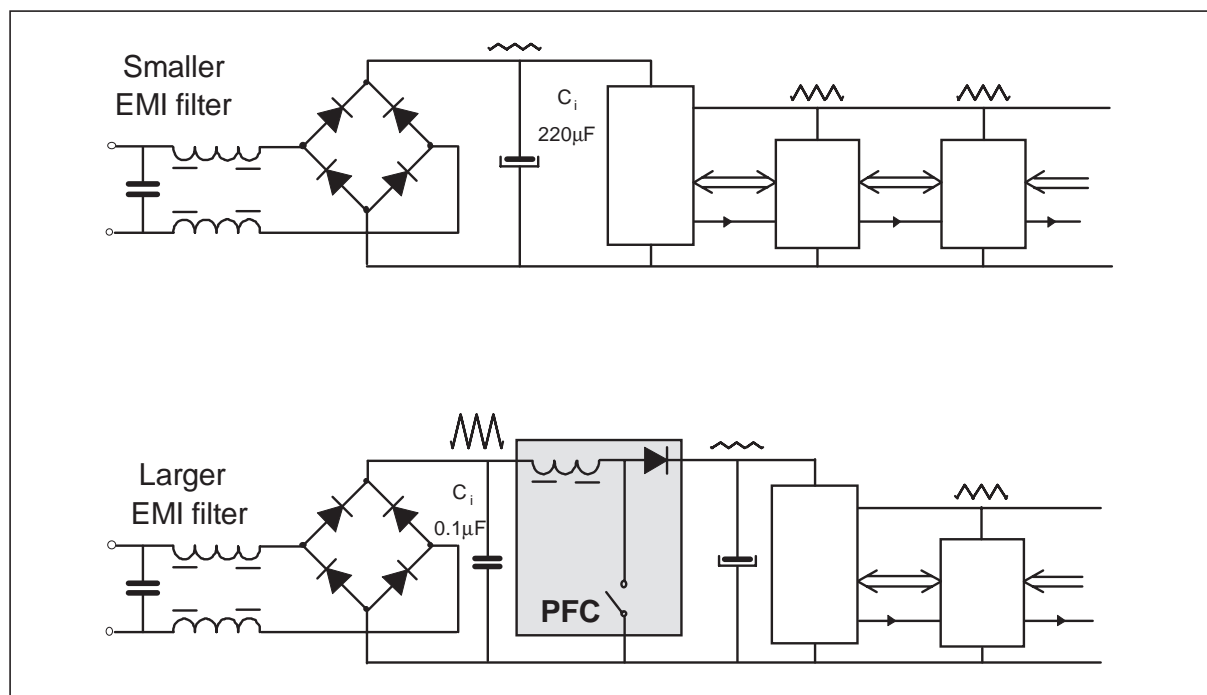 Smaller
EMI filter
C i
220μF
Larger
EMI filter
C i
0.1μF
PFC